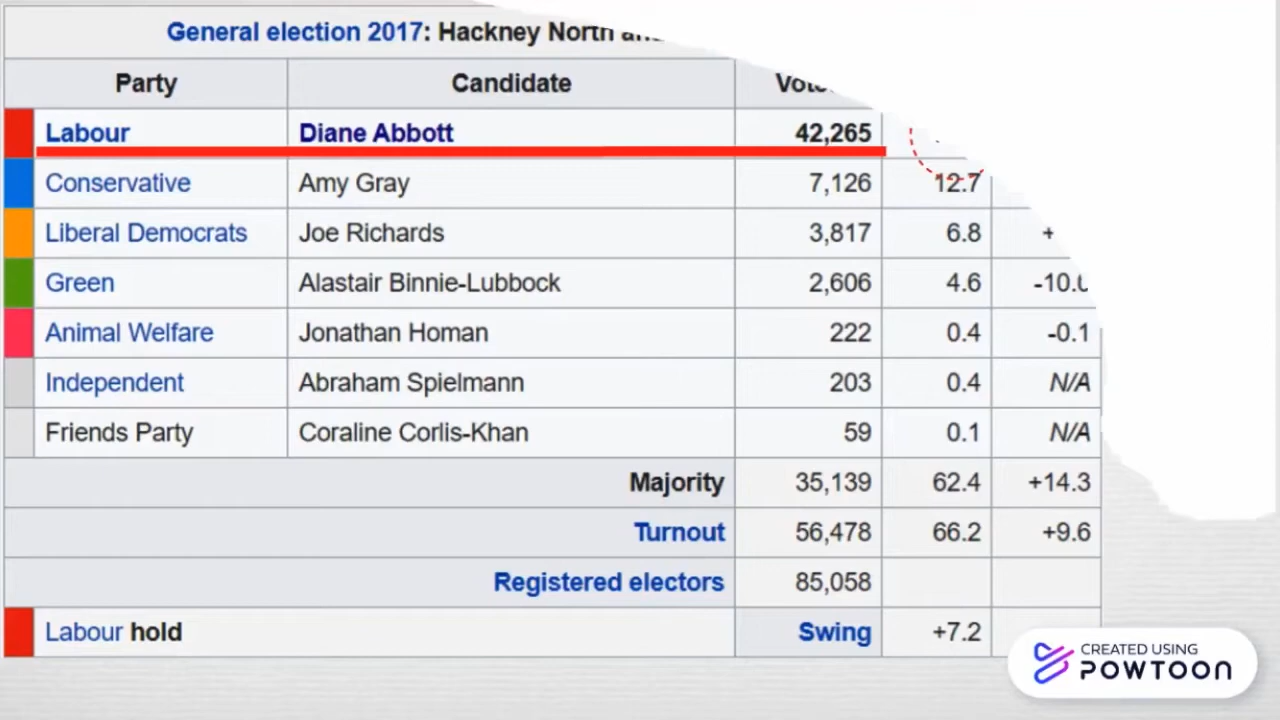 General election 2017: Hackney North
Party Candidate
Labour Diane Abbott 42,265
Conservative Amy Gray 7,126 12.7
Liberal Democrats Joe Richards 3,817 6.8 +
Green Alastair Binnie-Lubbock 2,606 4.6
Animal Welfare Jonathan Homan 222 0.4 -0.1
Independent Abraham Spielmann 203 0.4 N/A
Friends Party Coraline Corlis-Khan 59 0.1 N/A
Majority 35,139 62.4 +14.3
Turnout 56,478 66.2 +9.6
Registered electors 85,058
Labour hold Swing +7.2
CREATED USING
POWTOON